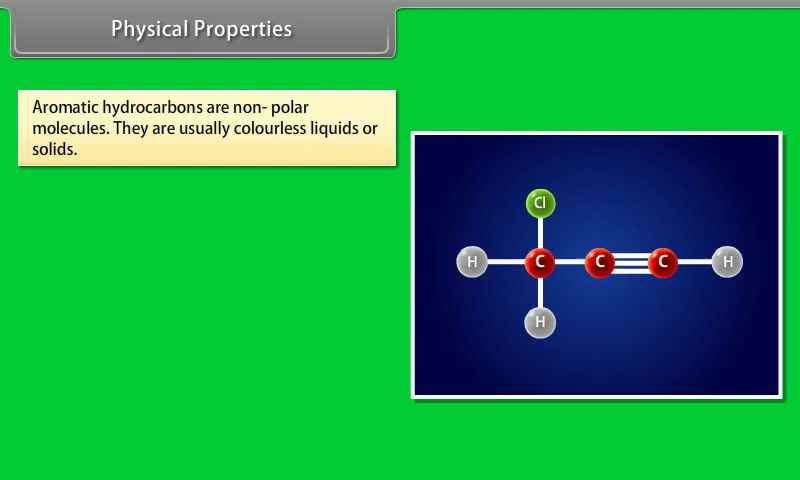 Physical Properties
Aromatic hydrocarbons are non- polar
molecules. They are usually colourless liquids or
solids.
Cl
H C C C H
H